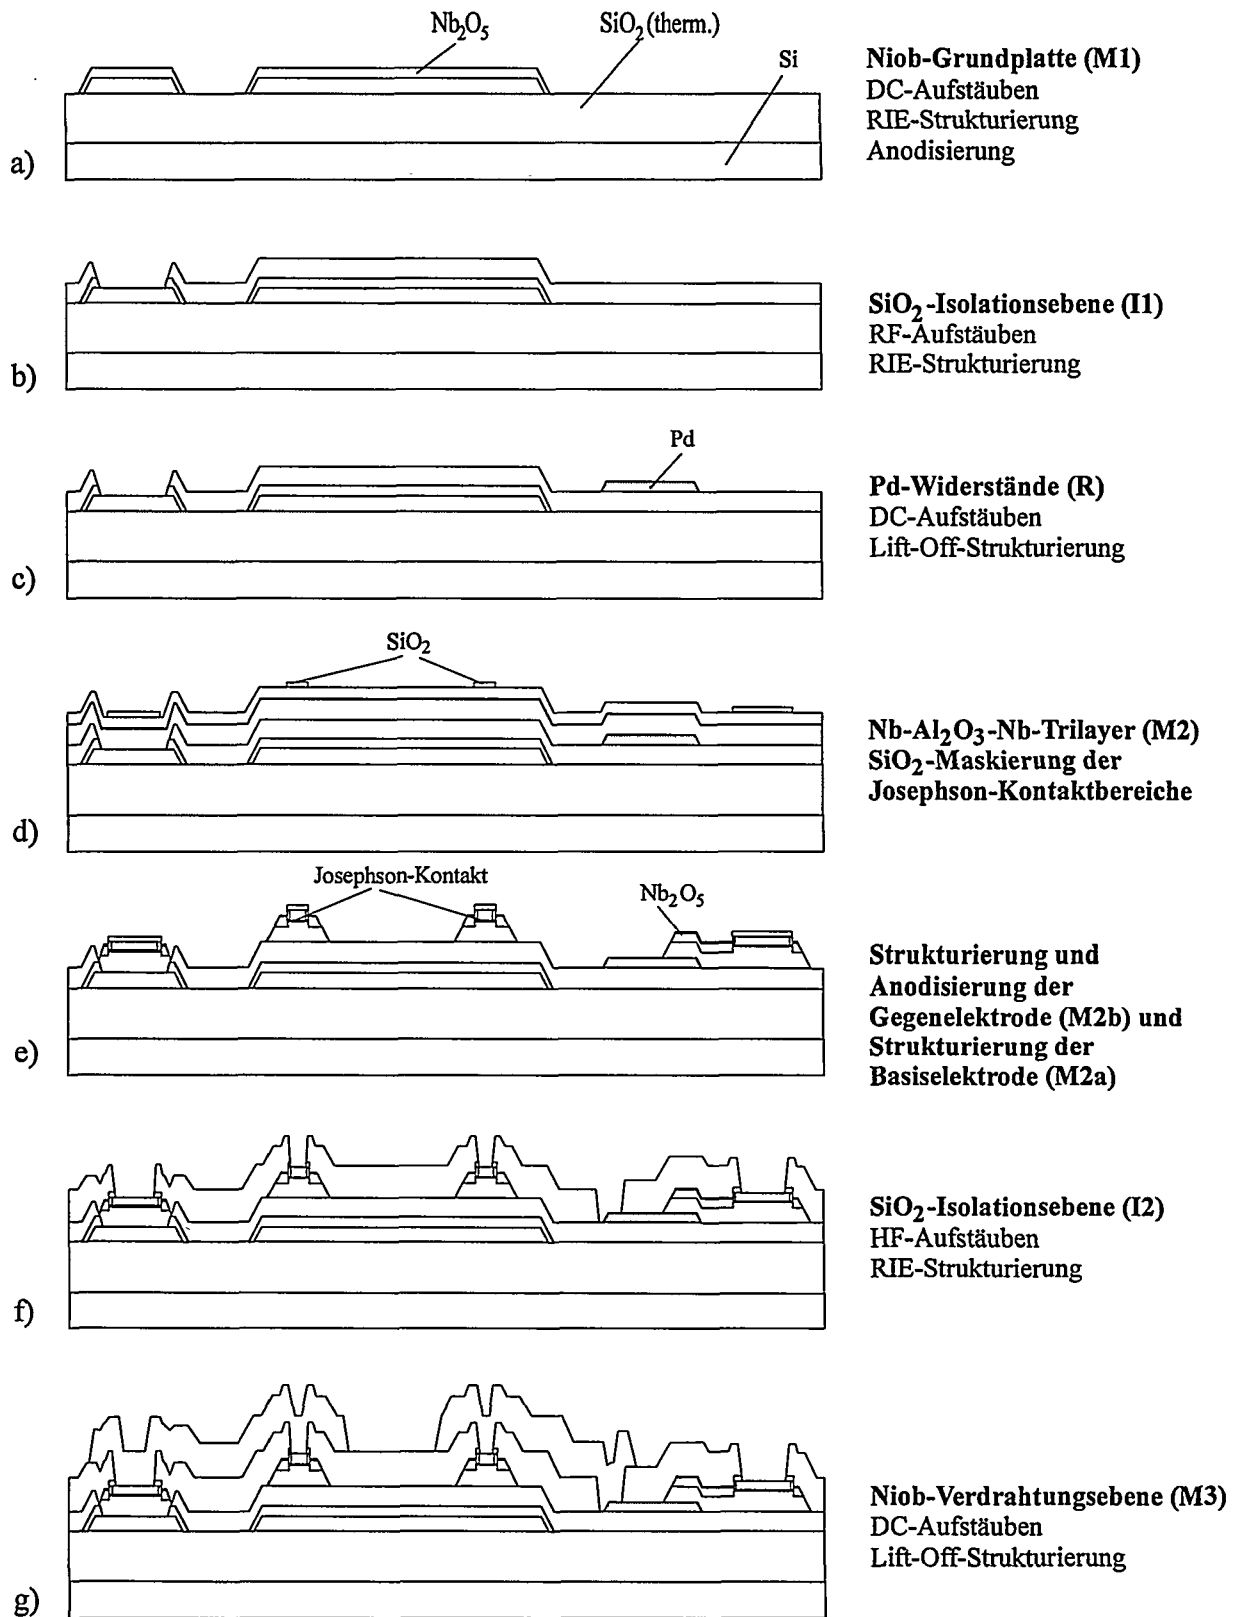 Nb₂O₅
SiO₂ (therm.)
Si
Niob-Grundplatte (M1)
DC-Aufstäuben
RIE-Strukturierung
Anodisierung
a)
SiO₂-Isolationsebene (I1)
RF-Aufstäuben
RIE-Strukturierung
b)
Pd
Pd-Widerstände (R)
DC-Aufstäuben
Lift-Off-Strukturierung
c)
SiO₂
Nb-Al₂O₃-Nb-Trilayer (M2)
SiO₂-Maskierung der
Josephson-Kontaktbereiche
d)
Josephson-Kontakt
Nb₂O₅
Strukturierung und
Anodisierung der
Gegenelektrode (M2b) und
Strukturierung der
Basiselektrode (M2a)
e)
SiO₂-Isolationsebene (I2)
HF-Aufstäuben
RIE-Strukturierung
f)
Niob-Verdrahtungsebene (M3)
DC-Aufstäuben
Lift-Off-Strukturierung
g)